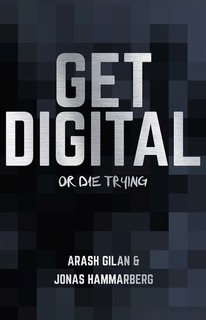 GET
DIGITAL
OR DIE TRYING
ARASH GILAN &
JONAS HAMMARBERG